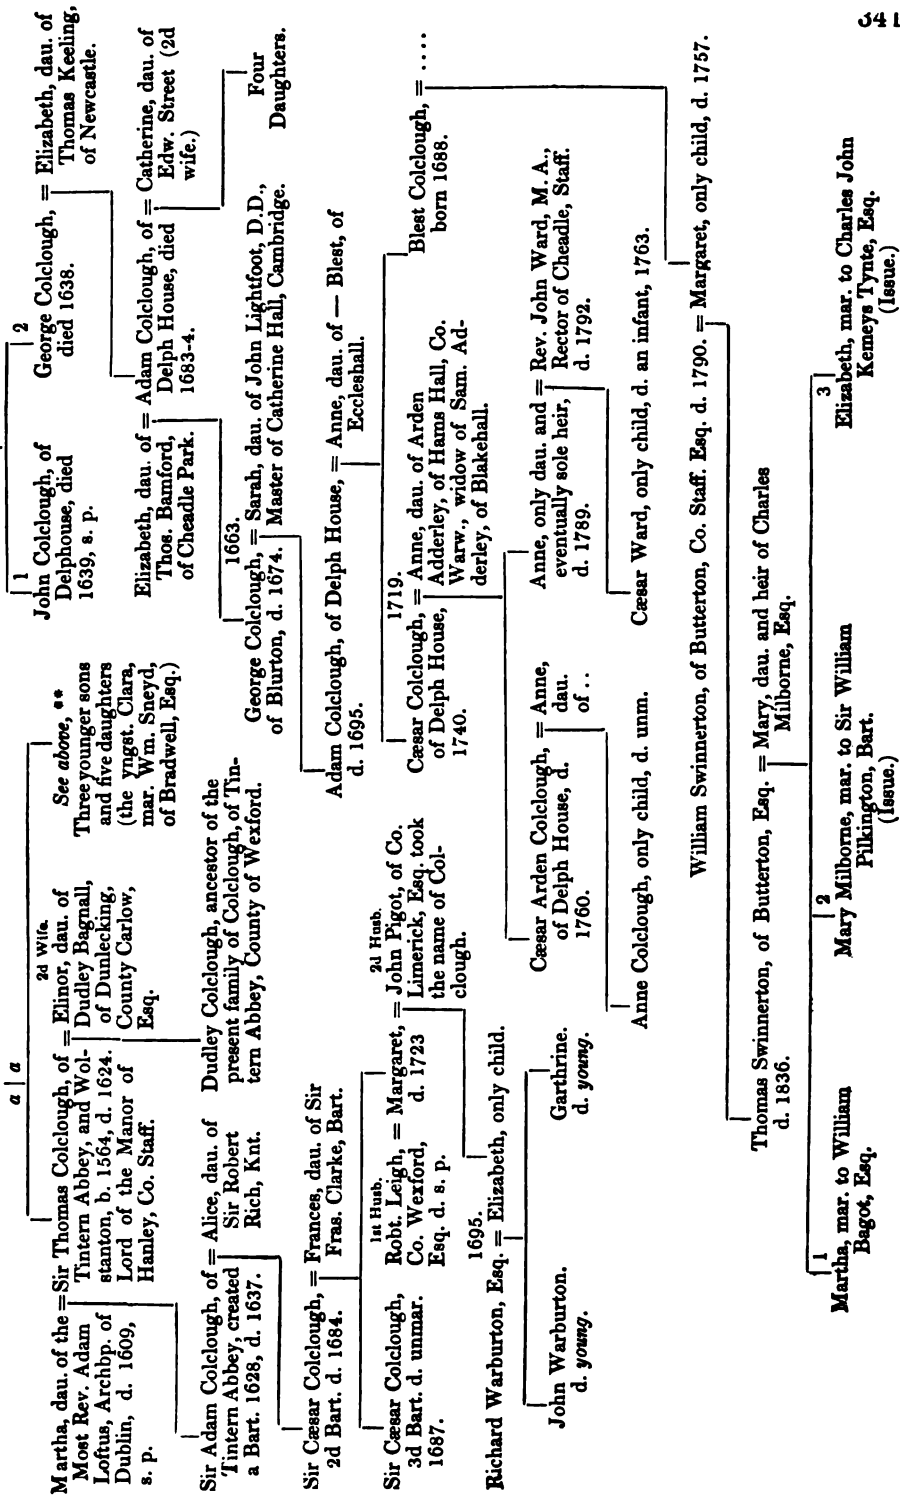 341
a | a
Martha, dau. of the
Most Rev. Adam
Loftus, Archbp. of
Dublin, d. 1609,
s. p.
= Sir Thomas Colclough, of
Tintern Abbey, and Wol-
stanton, b. 1564, d. 1624.
Lord of the Manor of
Hanley, Co. Staff.
2d Wife.
= Elinor, dau. of
Dudley Bagnall,
of Dunlecking,
County Carlow,
Esq.
See above, **
Three younger sons
and five daughters
(the yngst. Clara,
mar. Wm. Sneyd,
of Bradwell, Esq.)
1
John Colclough, of
Delphouse, died
1639, s. p.
2
George Colclough,
died 1638.
= Elizabeth, dau. of
Thomas Keeling,
of Newcastle.
Sir Adam Colclough, of
Tintern Abbey, created
a Bart. 1628, d. 1637.
= Alice, dau. of
Sir Robert
Rich, Knt.
Dudley Colclough, ancestor of the
present family of Colclough, of Tin-
tern Abbey, County of Wexford.
Elizabeth, dau. of
Thos. Bamford,
of Cheadle Park.
= Adam Colclough, of
Delph House, died
1683-4.
= Catherine, dau. of
Edw. Street (2d
wife.)
1663.
George Colclough,
of Blurton, d. 1674.
= Sarah, dau. of John Lightfoot, D.D.,
Master of Catherine Hall, Cambridge.
Four
Daughters.
Sir Cæsar Colclough,
2d Bart. d. 1684.
= Frances, dau. of Sir
Fras. Clarke, Bart.
Adam Colclough, of Delph House,
d. 1695.
= Anne, dau. of — Blest, of
Eccleshall.
Sir Cæsar Colclough,
3d Bart. d. unmar.
1687.
1st Husb.
Robt. Leigh,
Co. Wexford,
Esq. d. s. p.
= Margaret,
d. 1723
2d Husb.
= John Pigot, of Co.
Limerick, Esq. took
the name of Col-
clough.
1719.
Cæsar Colclough,
of Delph House,
1740.
= Anne, dau. of Arden
Adderley, of Hams Hall, Co.
Warw., widow of Sam. Ad-
derley, of Blakehall.
Blest Colclough,
born 1688.
= ....
1695.
Richard Warburton, Esq. = Elizabeth, only child.
Cæsar Arden Colclough,
of Delph House, d.
1760.
= Anne,
dau.
of ..
Anne, only dau. and
eventually sole heir,
d. 1789.
= Rev. John Ward, M. A.,
Rector of Cheadle, Staff.
d. 1792.
John Warburton.
d. young.
Garthrine.
d. young.
Anne Colclough, only child, d. unm.
Cæsar Ward, only child, d. an infant, 1763.
William Swinnerton, of Butterton, Co. Staff. Esq. d. 1790. = Margaret, only child, d. 1757.
Thomas Swinnerton, of Butterton, Esq.
d. 1836.
= Mary, dau. and heir of Charles
Milborne, Esq.
1
Martha, mar. to William
Bagot, Esq.
2
Mary Milborne, mar. to Sir William
Pilkington, Bart.
(Issue.)
3
Elizabeth, mar. to Charles John
Kemeys Tynte, Esq.
(Issue.)